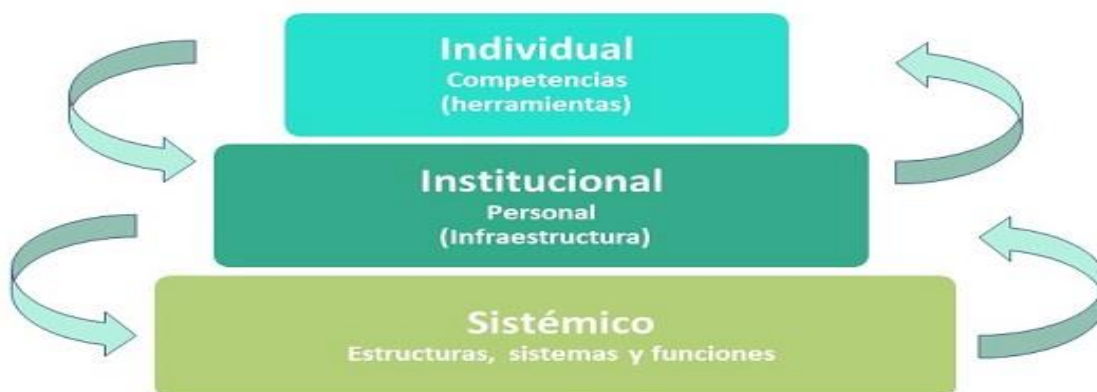 Individual
Competencias
(herramientas)
Institucional
Personal
(Infraestructura)
Sistémico
Estructuras, sistemas y funciones